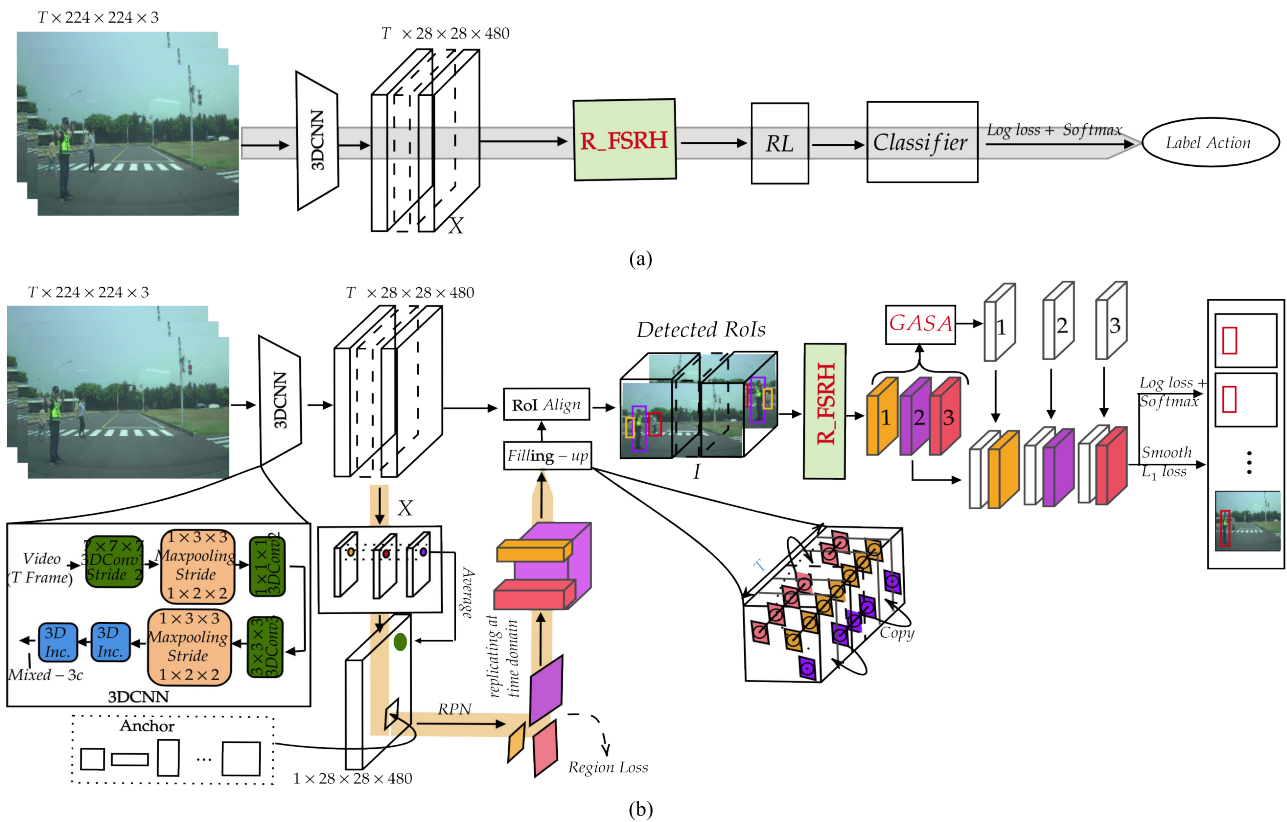 T × 224 × 224 × 3
T × 28 × 28 × 480
3DCNN
X
R_FSRH
RL
Classifier
Log loss + Softmax
Label Action
(a)
T × 224 × 224 × 3
T × 28 × 28 × 480
3DCNN
X
RoI Align
Filling − up
Detected RoIs
I
R_FSRH
GASA
1 2 3
1 2 3
Log loss +
Softmax
Smooth
L₁ loss
Video
(T Frame)
7 × 7 × 7
3DConv
Stride 2
1 × 3 × 3
Maxpooling
Stride
1 × 2 × 2
1 × 1 × 1
3DConv2
3 × 3 × 3
3DConv3
1 × 3 × 3
Maxpooling
Stride
1 × 2 × 2
3D
Inc.
3D
Inc.
Mixed − 3c
3DCNN
Average
Anchor
...
1 × 28 × 28 × 480
RPN
replicating at
time domain
Region Loss
T
Copy
(b)